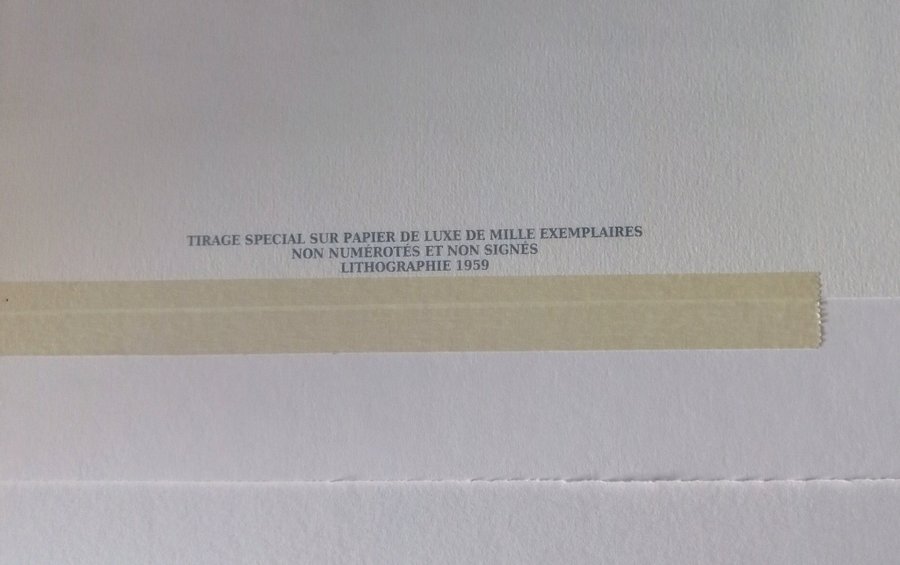 TIRAGE SPECIAL SUR PAPIER DE LUXE DE MILLE EXEMPLAIRES
NON NUMÉROTÉS ET NON SIGNÉS
LITHOGRAPHIE 1959